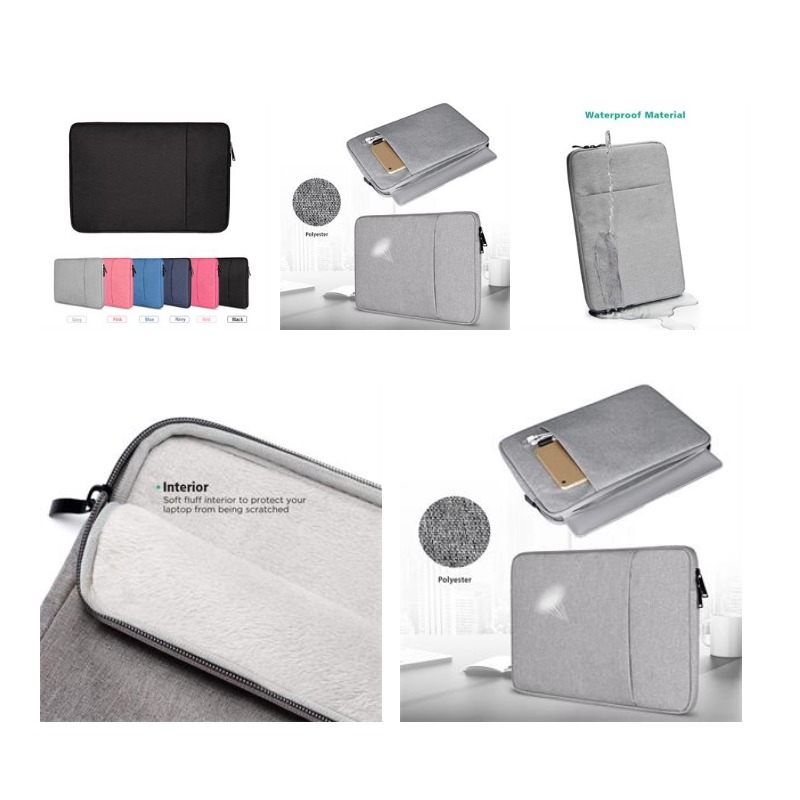 Waterproof Material
Polyester
Grey Pink Blue Navy Red Black
Interior
Soft fluff interior to protect your
laptop from being scratched
Polyester